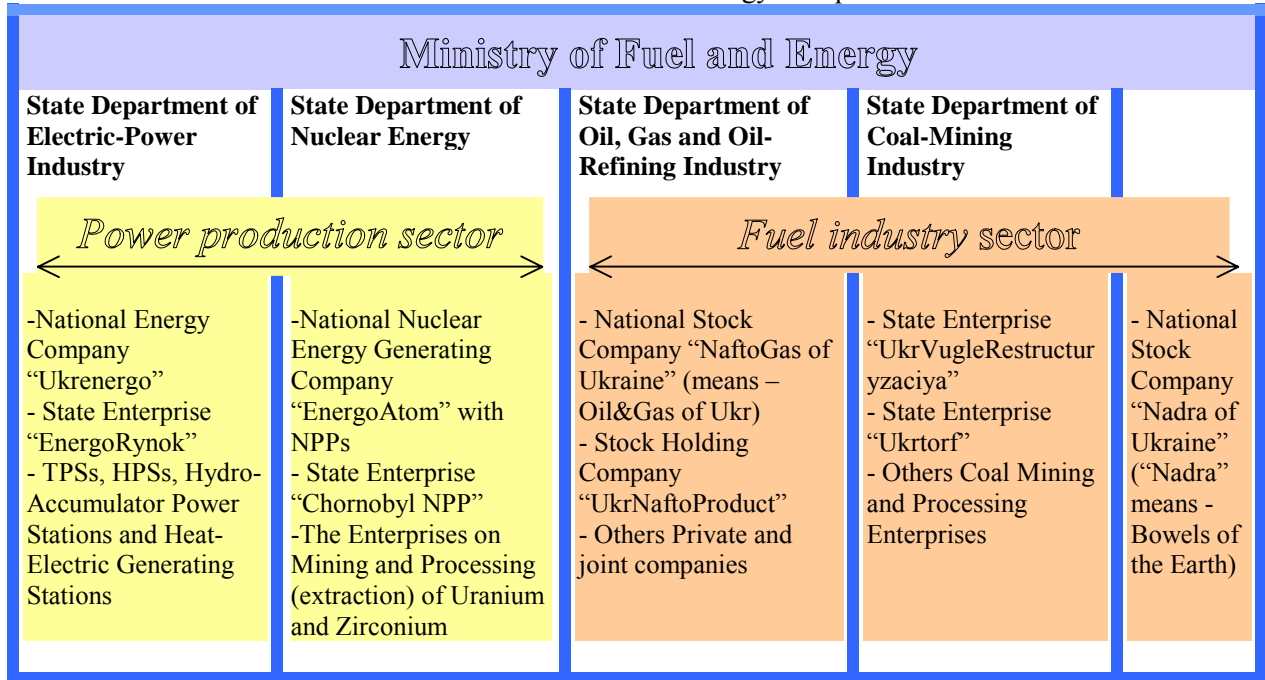 Ministry of Fuel and Energy
State Department of
Electric-Power
Industry
State Department of
Nuclear Energy
State Department of
Oil, Gas and Oil-
Refining Industry
State Department of
Coal-Mining
Industry
Power production sector
Fuel industry sector
-National Energy
Company
“Ukrenergo”
- State Enterprise
“EnergoRynok”
- TPSs, HPSs, Hydro-
Accumulator Power
Stations and Heat-
Electric Generating
Stations
-National Nuclear
Energy Generating
Company
“EnergoAtom” with
NPPs
- State Enterprise
“Chornobyl NPP”
-The Enterprises on
Mining and Processing
(extraction) of Uranium
and Zirconium
- National Stock
Company “NaftoGas of
Ukraine” (means –
Oil&Gas of Ukr)
- Stock Holding
Company
“UkrNaftoProduct”
- Others Private and
joint companies
- State Enterprise
“UkrVugleRestructur
yzaciya”
- State Enterprise
“Ukrtorf”
- Others Coal Mining
and Processing
Enterprises
- National
Stock
Company
“Nadra of
Ukraine”
(“Nadra”
means -
Bowels of
the Earth)